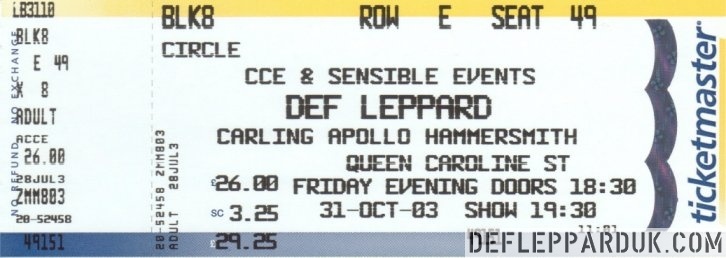 LB3110
BLK8
E 49
X 8
ADULT
ACCE
26.00
28JUL3
ZMM803
20-52458
49151
NO REFUND NO EXCHANGE
BLK8 ROW E SEAT 49
CIRCLE
CCE & SENSIBLE EVENTS
DEF LEPPARD
CARLING APOLLO HAMMERSMITH
QUEEN CAROLINE ST
£26.00 FRIDAY EVENING DOORS 18:30
SC 3.25 31-OCT-03 SHOW 19:30
£29.25
20-52458 ZMM803
ADULT 28JUL3
ticketmaster
DEFLEPPARDUK.COM